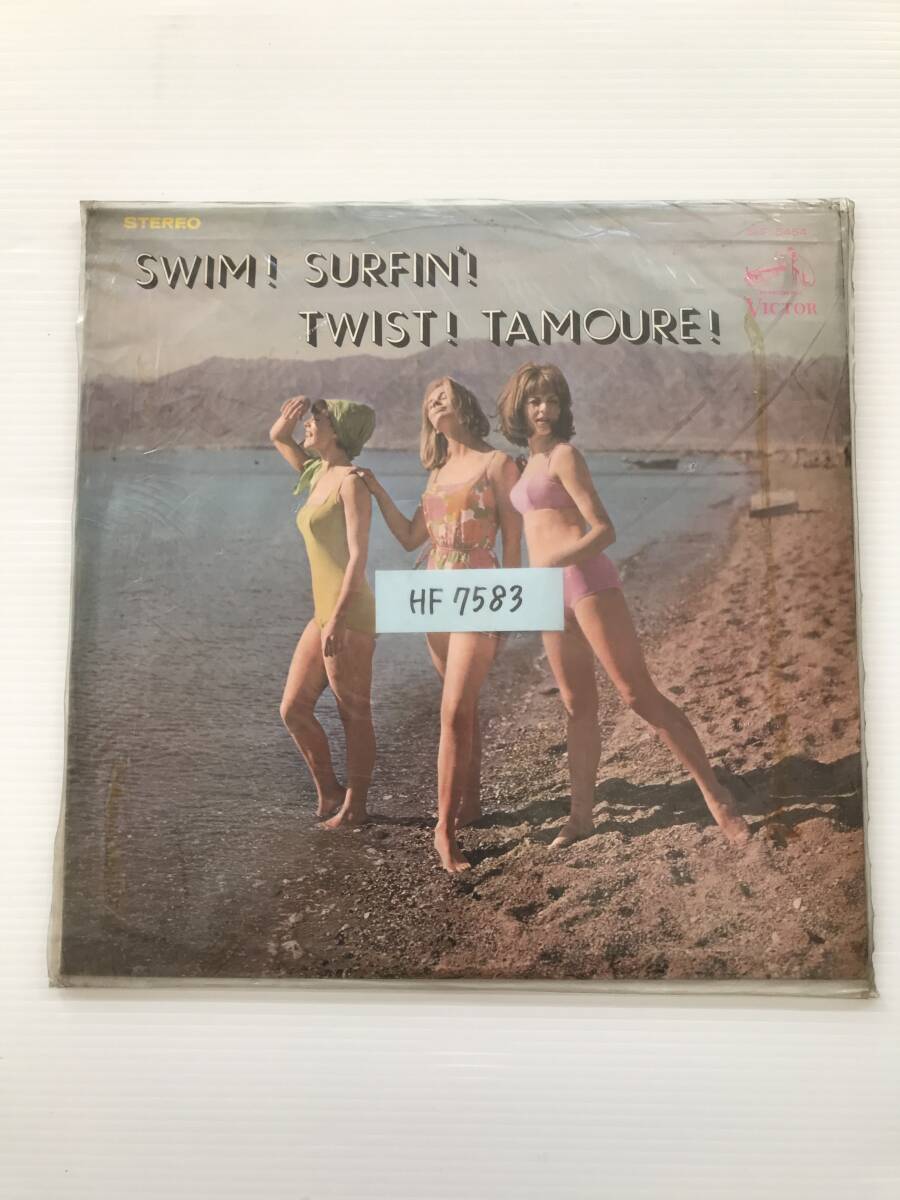 STEREO
SWIM! SURFIN'!
TWIST! TAMOURE!
VICTOR
HF 7583